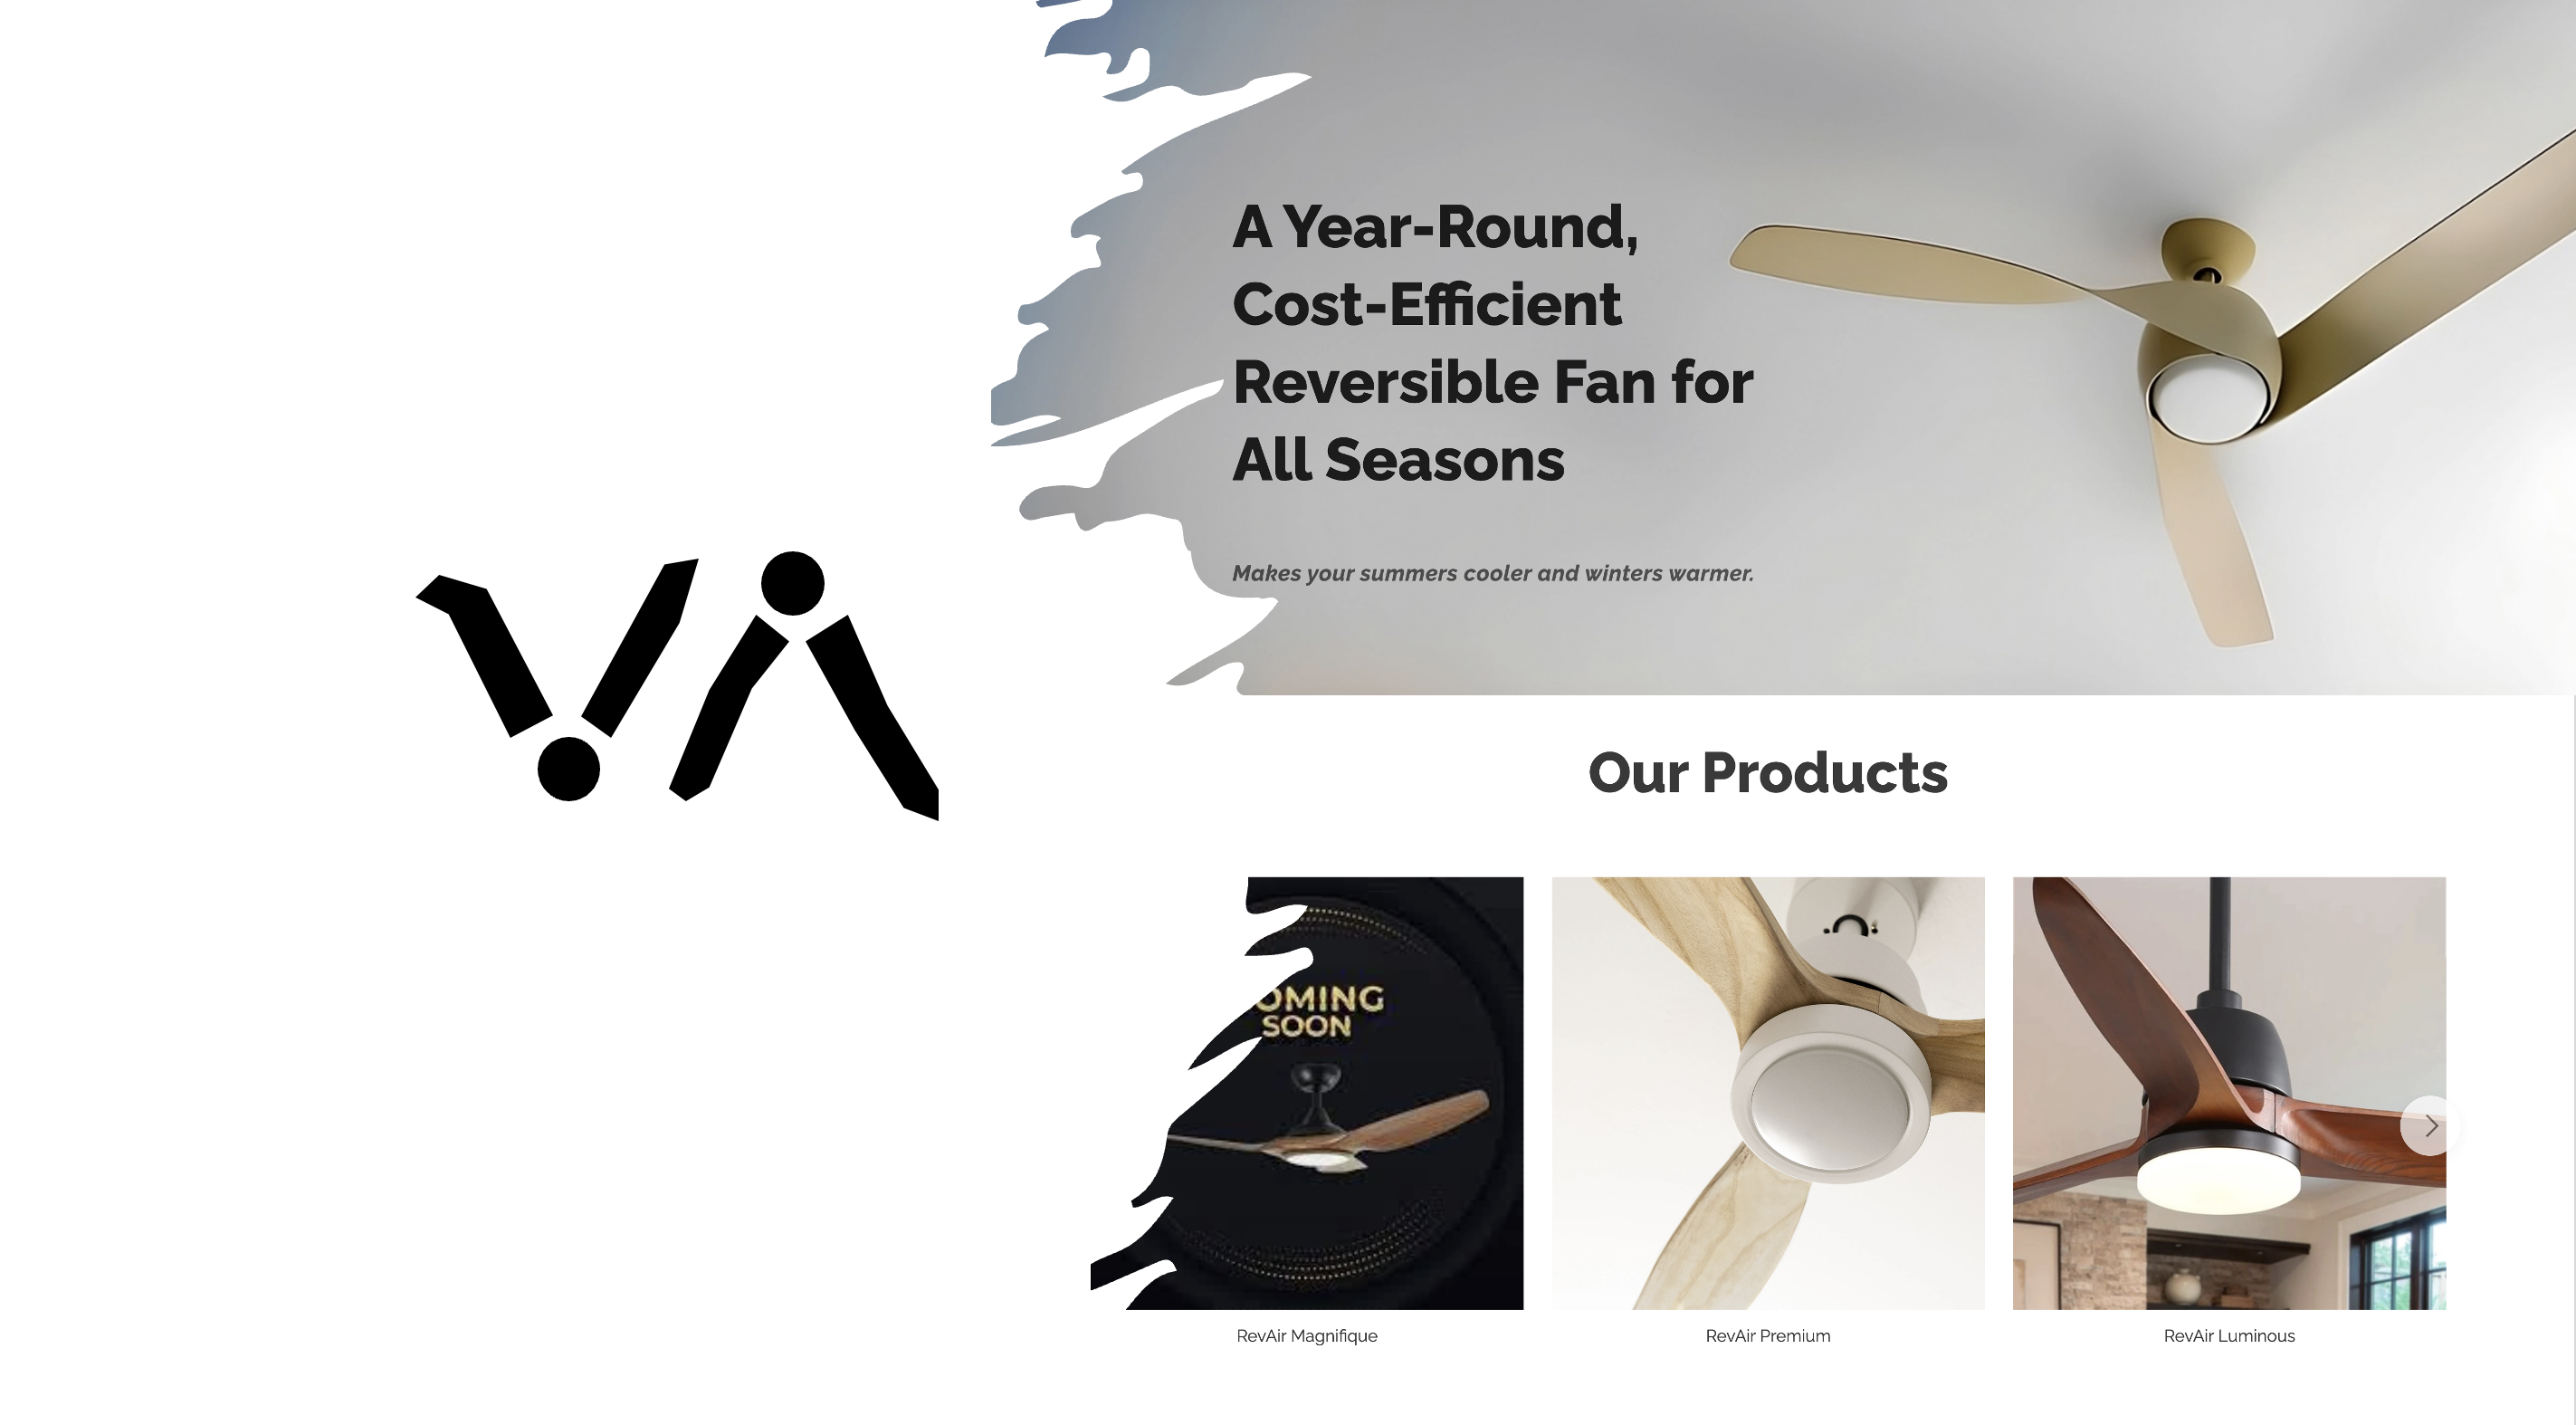 A Year-Round,
Cost-Efficient
Reversible Fan for
All Seasons
Makes your summers cooler and winters warmer.
Our Products
SOON
RevAir Magnifique
RevAir Premium
RevAir Luminous